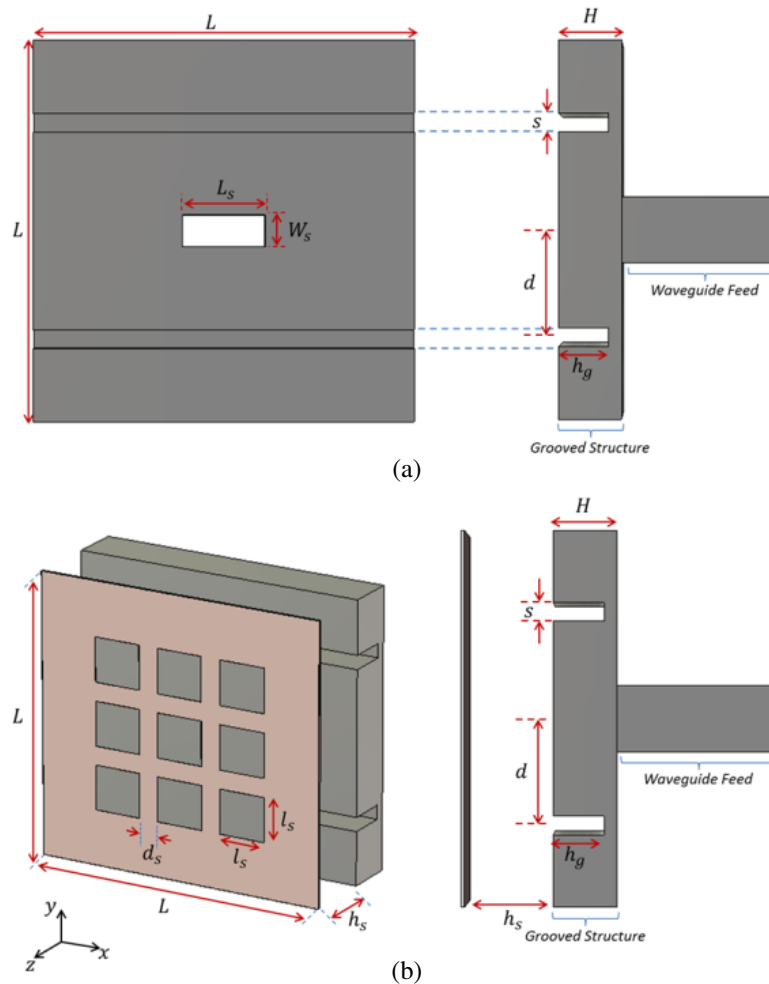 L
H
s
L
L_s
W_s
d
Waveguide Feed
h_g
Grooved Structure
(a)
H
s
L
d
Waveguide Feed
l_s
d_s
l_s
h_g
L
h_s
h_s
Grooved Structure
y
x
z
(b)